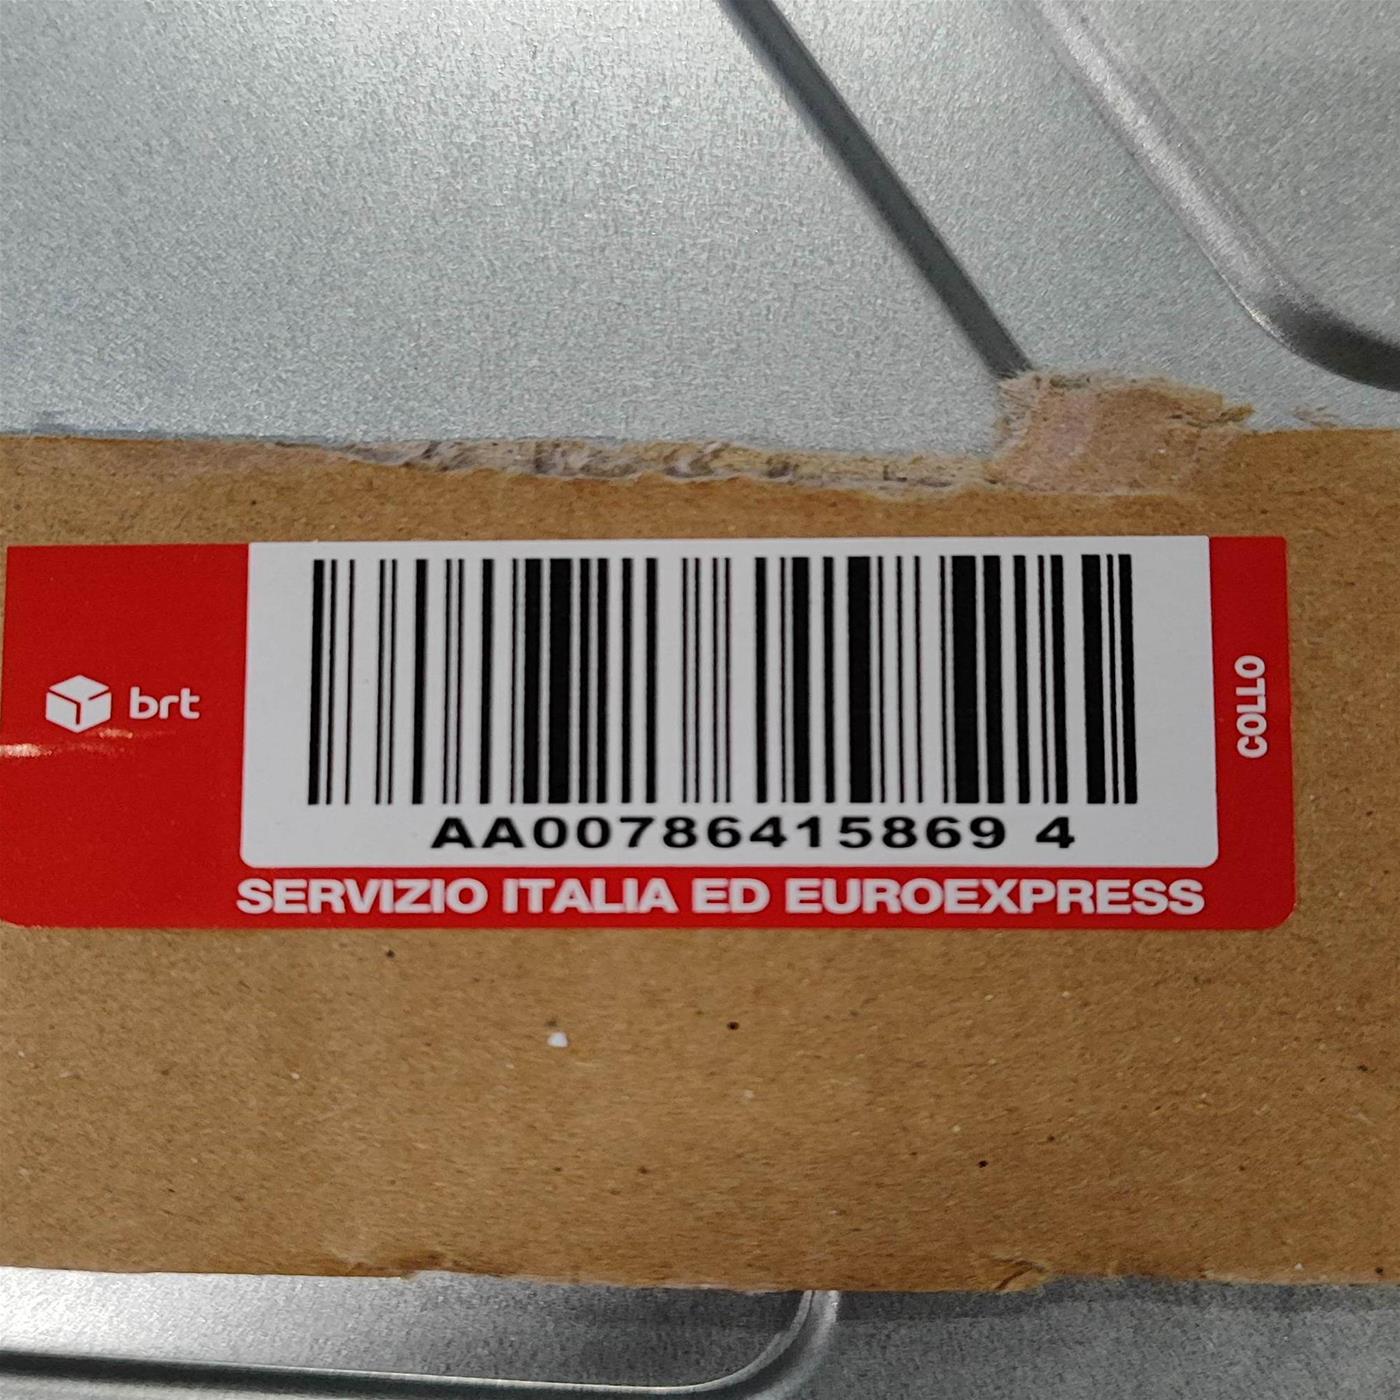 brt
AA00786415869 4
COLLO
SERVIZIO ITALIA ED EUROEXPRESS